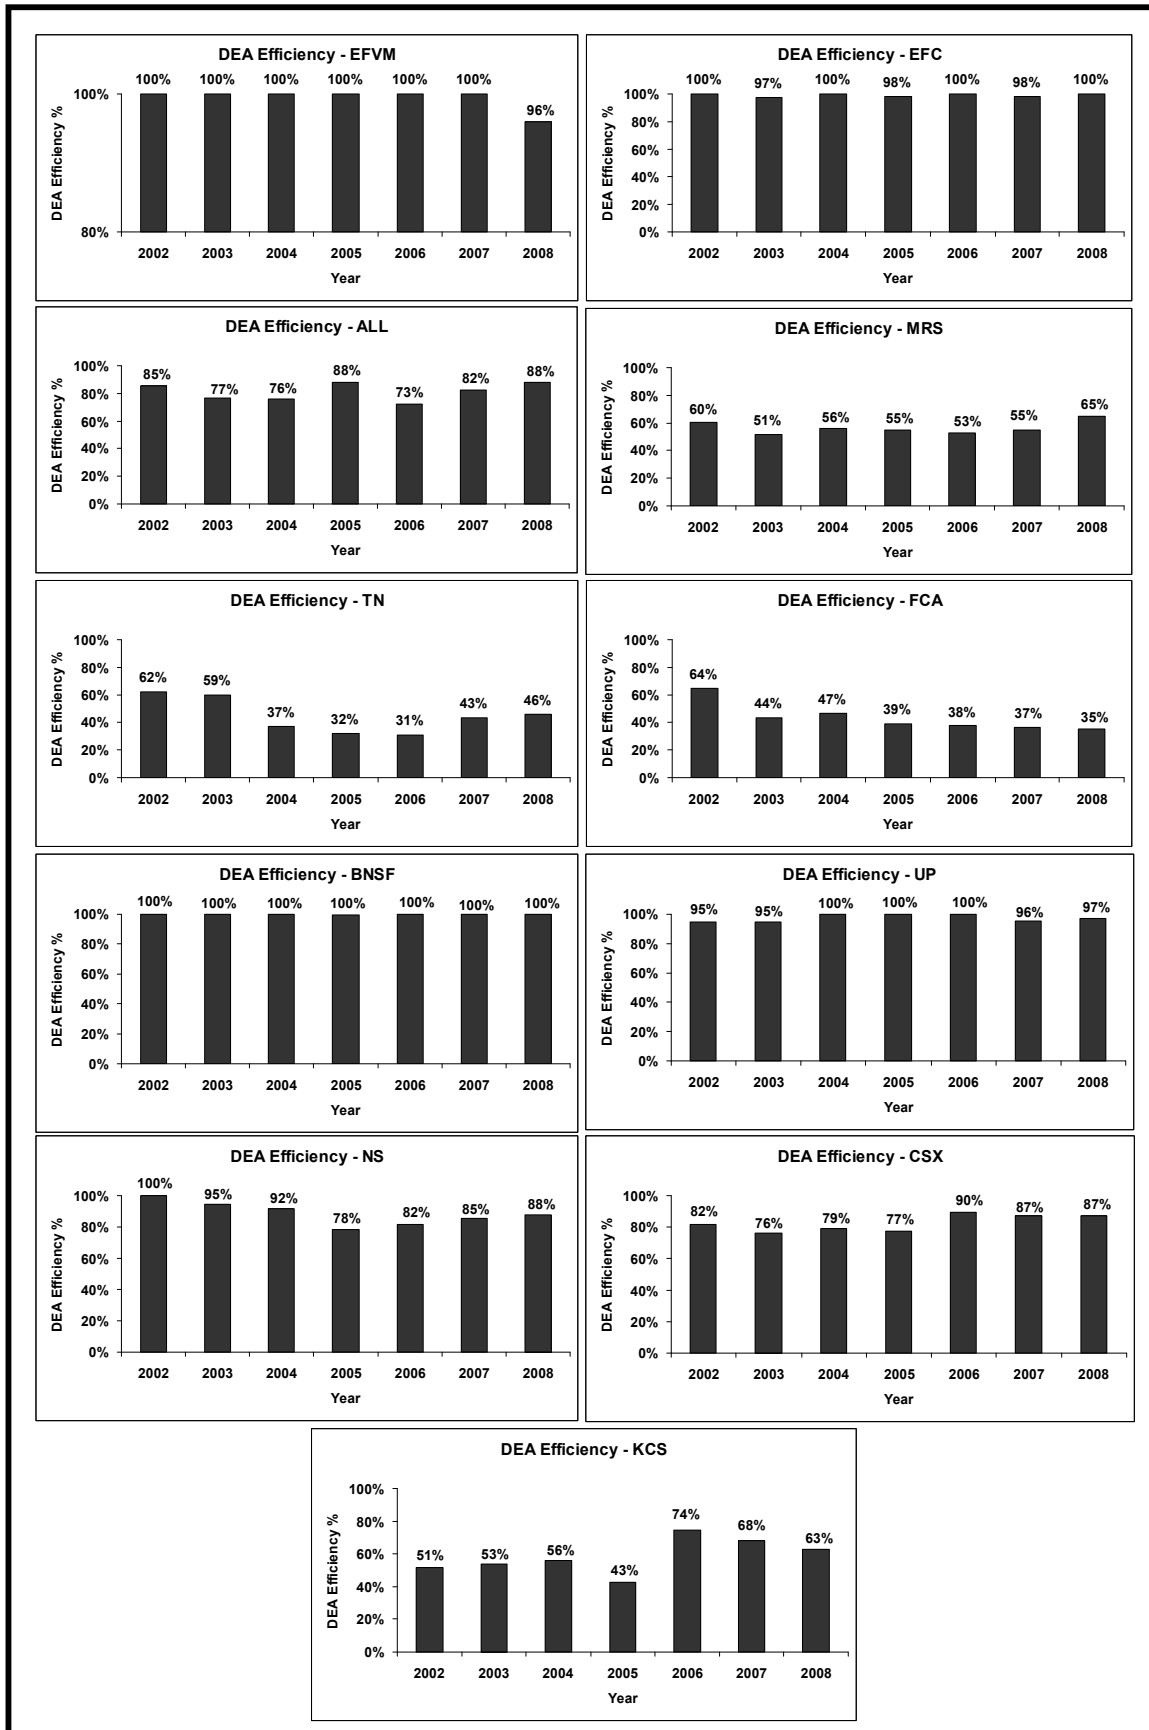 DEA Efficiency - EFVM
100% 100% 100% 100% 100% 100% 96%
100%
80%
DEA Efficiency %
2002 2003 2004 2005 2006 2007 2008
Year
DEA Efficiency - EFC
100% 97% 100% 98% 100% 98% 100%
100%
80%
60%
40%
20%
0%
DEA Efficiency %
2002 2003 2004 2005 2006 2007 2008
Year
DEA Efficiency - ALL
85% 77% 76% 88% 73% 82% 88%
100%
80%
60%
40%
20%
0%
DEA Efficiency %
2002 2003 2004 2005 2006 2007 2008
Year
DEA Efficiency - MRS
60% 51% 56% 55% 53% 55% 65%
100%
80%
60%
40%
20%
0%
DEA Efficiency %
2002 2003 2004 2005 2006 2007 2008
Year
DEA Efficiency - TN
62% 59% 37% 32% 31% 43% 46%
100%
80%
60%
40%
20%
0%
DEA Efficiency %
2002 2003 2004 2005 2006 2007 2008
Year
DEA Efficiency - FCA
64% 44% 47% 39% 38% 37% 35%
100%
80%
60%
40%
20%
0%
DEA Efficiency %
2002 2003 2004 2005 2006 2007 2008
Year
DEA Efficiency - BNSF
100% 100% 100% 100% 100% 100% 100%
100%
80%
60%
40%
20%
0%
DEA Efficiency %
2002 2003 2004 2005 2006 2007 2008
Year
DEA Efficiency - UP
95% 95% 100% 100% 100% 96% 97%
100%
80%
60%
40%
20%
0%
DEA Efficiency %
2002 2003 2004 2005 2006 2007 2008
Year
DEA Efficiency - NS
100% 95% 92% 78% 82% 85% 88%
100%
80%
60%
40%
20%
0%
DEA Efficiency %
2002 2003 2004 2005 2006 2007 2008
Year
DEA Efficiency - CSX
82% 76% 79% 77% 90% 87% 87%
100%
80%
60%
40%
20%
0%
DEA Efficiency %
2002 2003 2004 2005 2006 2007 2008
Year
DEA Efficiency - KCS
51% 53% 56% 43% 74% 68% 63%
100%
80%
60%
40%
20%
0%
DEA Efficiency %
2002 2003 2004 2005 2006 2007 2008
Year